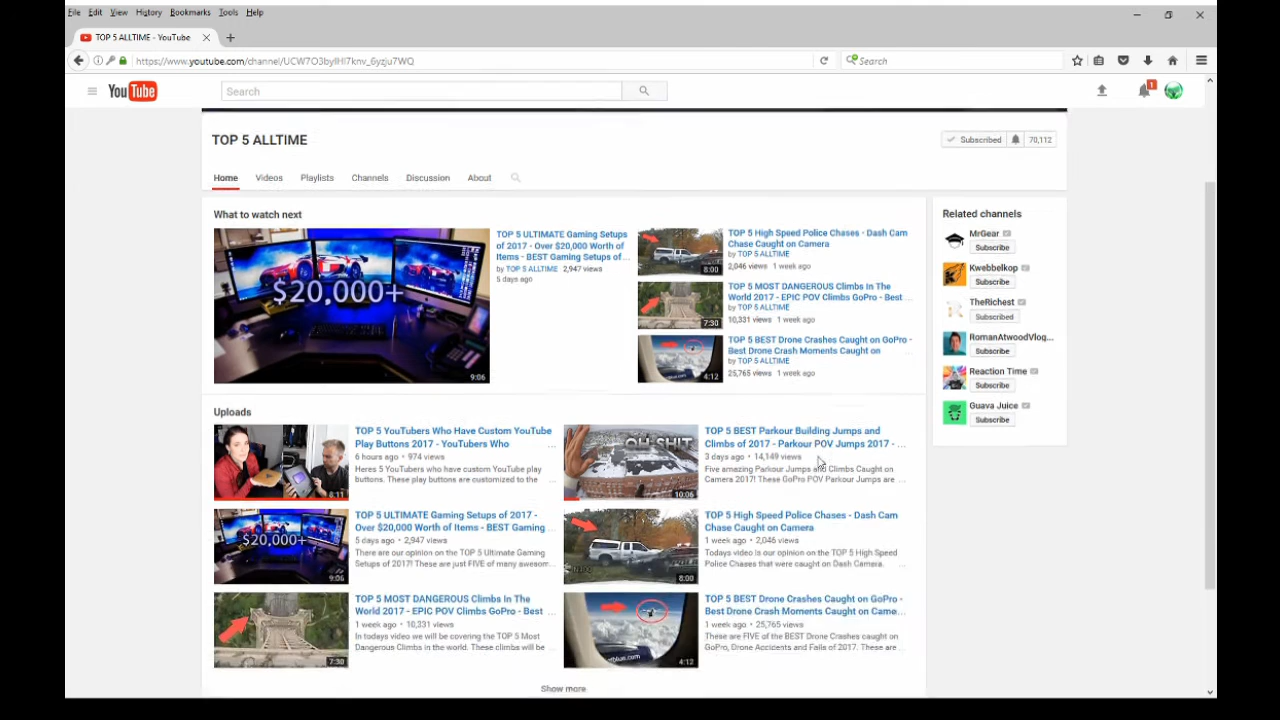 File Edit View History Bookmarks Tools Help
TOP 5 ALLTIME - YouTube
Search
YouTube
Search
1
TOP 5 ALLTIME
Subscribed 70,112
Home Videos Playlists Channels Discussion About
What to watch next
$20,000+
9:06
TOP 5 ULTIMATE Gaming Setups
of 2017 - Over $20,000 Worth of
Items - BEST Gaming Setups of...
by TOP 5 ALLTIME 2,947 views
5 days ago
8:00
TOP 5 High Speed Police Chases - Dash Cam
Chase Caught on Camera
by TOP 5 ALLTIME
2,046 views 1 week ago
7:30
TOP 5 MOST DANGEROUS Climbs In The
World 2017 - EPIC POV Climbs GoPro - Best
by TOP 5 ALLTIME
10,331 views 1 week ago
4:12
TOP 5 BEST Drone Crashes Caught on GoPro -
Best Drone Crash Moments Caught on
by TOP 5 ALLTIME
25,765 views 1 week ago
Related channels
MrGear
Subscribe
Kwebbelkop
Subscribe
TheRichest
Subscribed
RomanAtwoodVlog...
Subscribe
Reaction Time
Subscribe
Guava Juice
Subscribe
Uploads
8:11
TOP 5 YouTubers Who Have Custom YouTube
Play Buttons 2017 - YouTubers Who
6 hours ago • 974 views
Heres 5 YouTubers who have custom YouTube play
buttons. These play buttons are customized to the
OH SHIT
10:06
TOP 5 BEST Parkour Building Jumps and
Climbs of 2017 - Parkour POV Jumps 2017 - ...
3 days ago • 14,149 views
Five amazing Parkour Jumps and Climbs Caught on
Camera 2017! These GoPro POV Parkour Jumps are
$20,000+
9:06
TOP 5 ULTIMATE Gaming Setups of 2017 -
Over $20,000 Worth of Items - BEST Gaming
5 days ago • 2,947 views
There are our opinion on the TOP 5 Ultimate Gaming
Setups of 2017! These are just FIVE of many awesom...
8:00
TOP 5 High Speed Police Chases - Dash Cam
Chase Caught on Camera
1 week ago • 2,046 views
Todays video is our opinion on the TOP 5 High Speed
Police Chases that were caught on Dash Camera.
7:30
TOP 5 MOST DANGEROUS Climbs In The
World 2017 - EPIC POV Climbs GoPro - Best
1 week ago • 10,331 views
In todays video we will be covering the TOP 5 Most
Dangerous Climbs in the world. These climbs will be
4:12
TOP 5 BEST Drone Crashes Caught on GoPro -
Best Drone Crash Moments Caught on Came...
1 week ago • 25,765 views
These are FIVE of the BEST Drone Crashes caught on
GoPro, Drone Accidents and Fails of 2017. These are
Show more